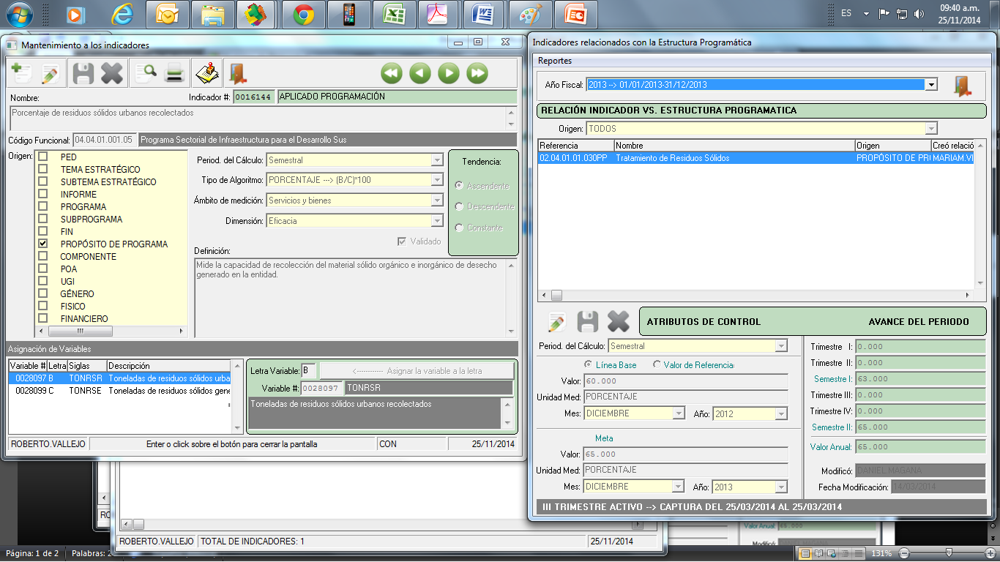 ES
09:40 a.m.
25/11/2014
Mantenimiento a los indicadores
Nombre:
Indicador #: 0016144 APLICADO PROGRAMACIÓN
Porcentaje de residuos sólidos urbanos recolectados
Código Funcional: 04.04.01.001.05 Programa Sectorial de Infraestructura para el Desarrollo Sus
Origen:
PED
TEMA ESTRATÉGICO
SUBTEMA ESTRATÉGICO
INFORME
PROGRAMA
SUBPROGRAMA
FIN
PROPÓSITO DE PROGRAMA
COMPONENTE
POA
UGI
GÉNERO
FISICO
FINANCIERO
Period. del Cálculo: Semestral
Tipo de Algoritmo: PORCENTAJE ---> (B/C)*100
Ámbito de medición: Servicios y bienes
Dimensión: Eficacia
Validado
Tendencia:
Ascendente
Descendente
Constante
Definición:
Mide la capacidad de recolección del material sólido orgánico e inorgánico de desecho
generado en la entidad.
Asignación de Variables
Variable # Letra Siglas Descripción
0028097 B TONRSR Toneladas de residuos sólidos urba
0028099 C TONRSE Toneladas de residuos sólidos gene
Letra Variable: B <----------- Asignar la variable a la letra
Variable #: 0028097 TONRSR
Toneladas de residuos sólidos urbanos recolectados
ROBERTO.VALLEJO Enter o click sobre el botón para cerrar la pantalla CON 25/11/2014
Indicadores relacionados con la Estructura Programática
Reportes
Año Fiscal: 2013 --> 01/01/2013-31/12/2013
RELACIÓN INDICADOR VS. ESTRUCTURA PROGRAMATICA
Origen: TODOS
Referencia Nombre Origen Creó relació
02.04.01.01.030PP Tratamiento de Residuos Sólidos PROPÓSITO DE PRI MARIAM.VI
ATRIBUTOS DE CONTROL AVANCE DEL PERIODO
Period. del Cálculo: Semestral
Línea Base Valor de Referencia:
Valor: 60.000
Unidad Med: PORCENTAJE
Mes: DICIEMBRE Año: 2012
Meta
Valor: 65.000
Unidad Med: PORCENTAJE
Mes: DICIEMBRE Año: 2013
Trimestre I: 0.000
Trimestre II: 0.000
Semestre I: 63.000
Trimestre III: 0.000
Trimestre IV: 0.000
Semestre II: 65.000
Valor Anual: 65.000
Modificó: DANIEL.MAGANA
Fecha Modificación: 14/03/2014
III TRIMESTRE ACTIVO --> CAPTURA DEL 25/03/2014 AL 25/03/2014
RO
ROBERTO.VALLEJO TOTAL DE INDICADORES: 1 25/11/2014
Valor Anual: 65.000
Página: 1 de 2 Palabras: 2
131%